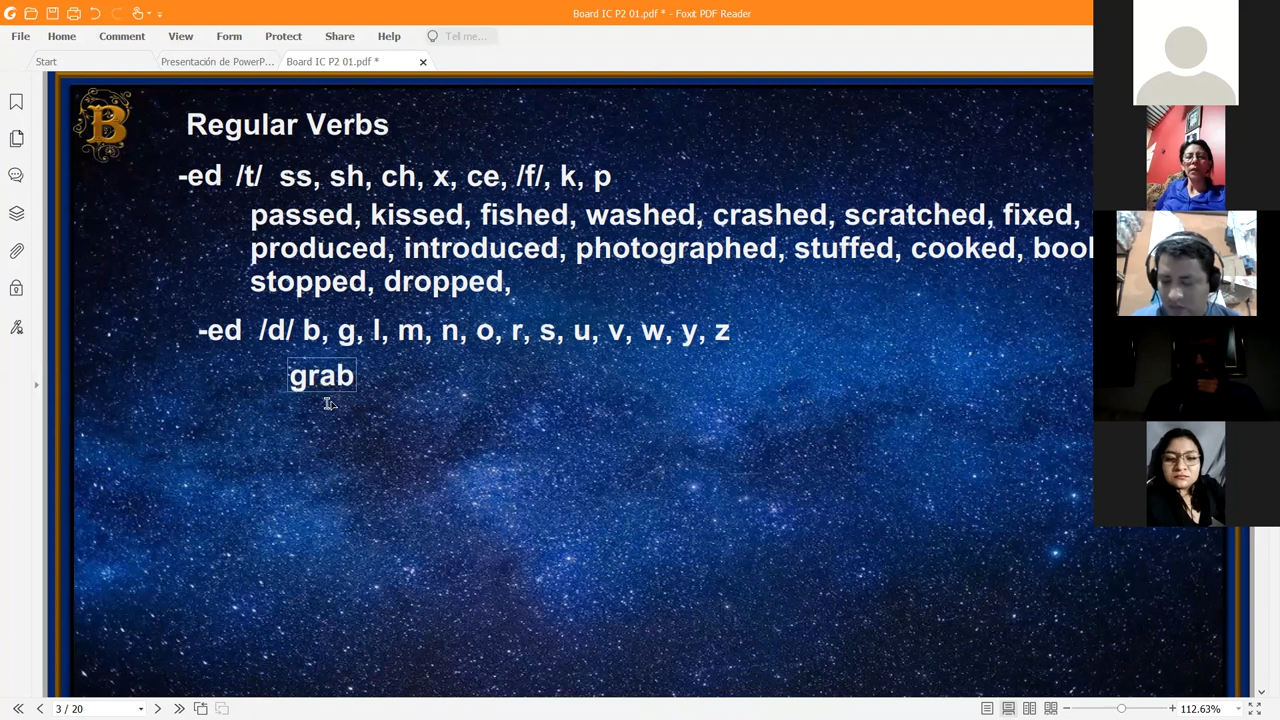 Board IC P2 01.pdf * - Foxit PDF Reader
File Home Comment View Form Protect Share Help Tell me...
Start Presentación de PowerP... Board IC P2 01.pdf *
B
Regular Verbs
-ed /t/ ss, sh, ch, x, ce, /f/, k, p
passed, kissed, fished, washed, crashed, scratched, fixed,
produced, introduced, photographed, stuffed, cooked,
stopped, dropped,
-ed /d/ b, g, l, m, n, o, r, s, u, v, w, y, z
grab
3 / 20 112.63%